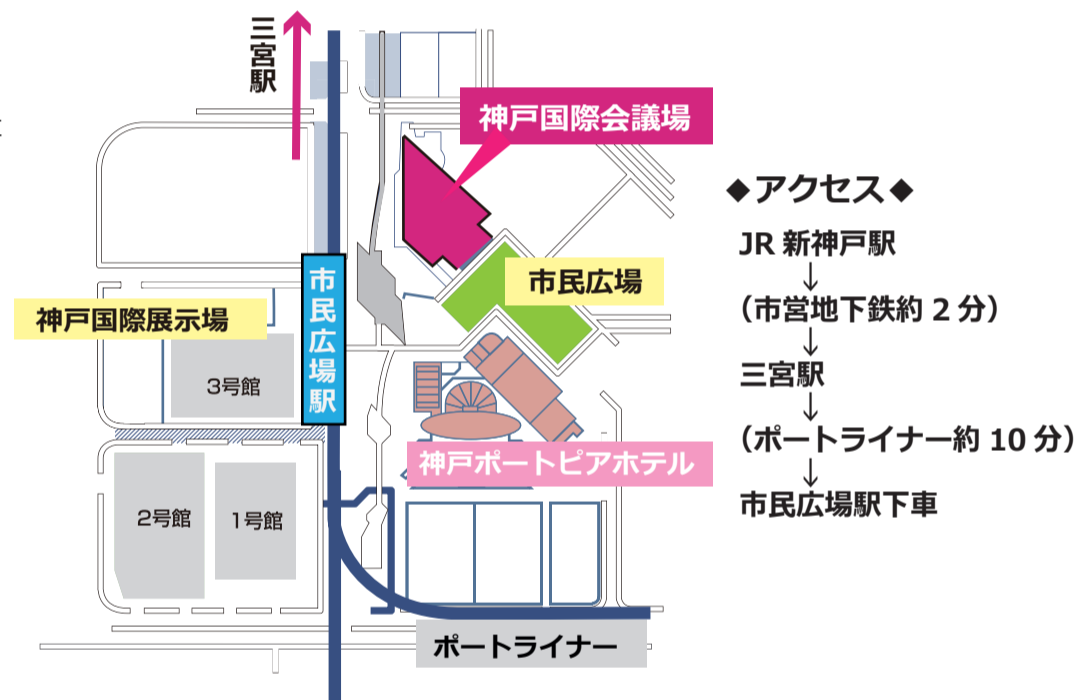 三宮駅
神戸国際会議場
市民広場
市民広場駅
神戸国際展示場
3号館
神戸ポートピアホテル
2号館
1号館
ポートライナー
◆アクセス◆
JR 新神戸駅
↓
（市営地下鉄約 2 分）
↓
三宮駅
↓
（ポートライナー約 10 分）
↓
市民広場駅下車